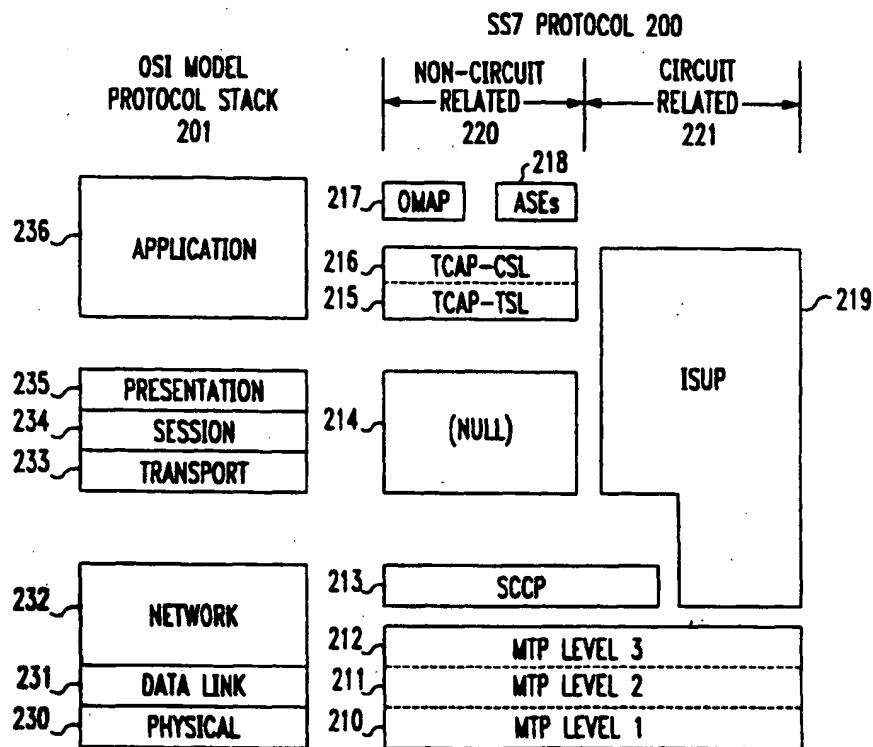 SS7 PROTOCOL 200
OSI MODEL
PROTOCOL STACK
201
NON-CIRCUIT
RELATED
220
CIRCUIT
RELATED
221
236
APPLICATION
217
OMAP
218
ASEs
216
TCAP-CSL
215
TCAP-TSL
219
ISUP
235
PRESENTATION
234
SESSION
233
TRANSPORT
214
(NULL)
213
SCCP
232
NETWORK
212
MTP LEVEL 3
231
DATA LINK
211
MTP LEVEL 2
230
PHYSICAL
210
MTP LEVEL 1